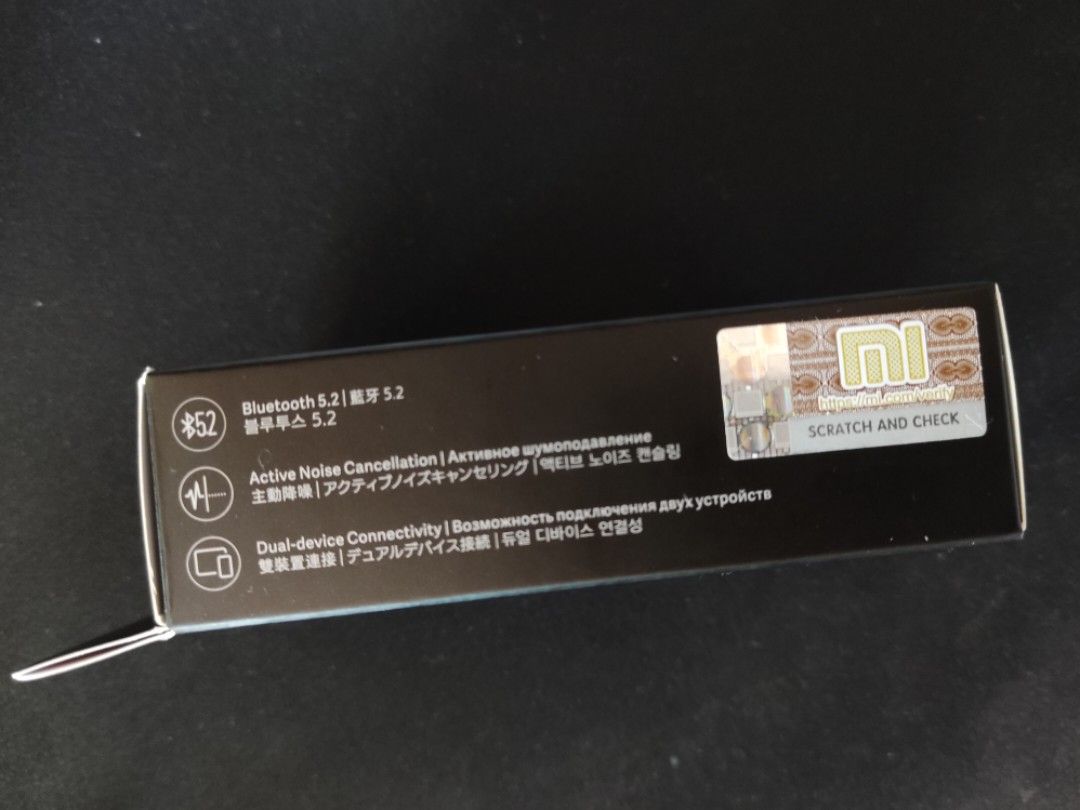 5.2
Bluetooth 5.2 | 藍牙 5.2
블루투스 5.2
Active Noise Cancellation | Активное шумоподавление
主動降噪 | アクティブノイズキャンセリング | 액티브 노이즈 캔슬링
Dual-device Connectivity | Возможность подключения двух устройств
雙裝置連接 | デュアルデバイス接続 | 듀얼 디바이스 연결성
mi
https://mi.com/verify
SCRATCH AND CHECK